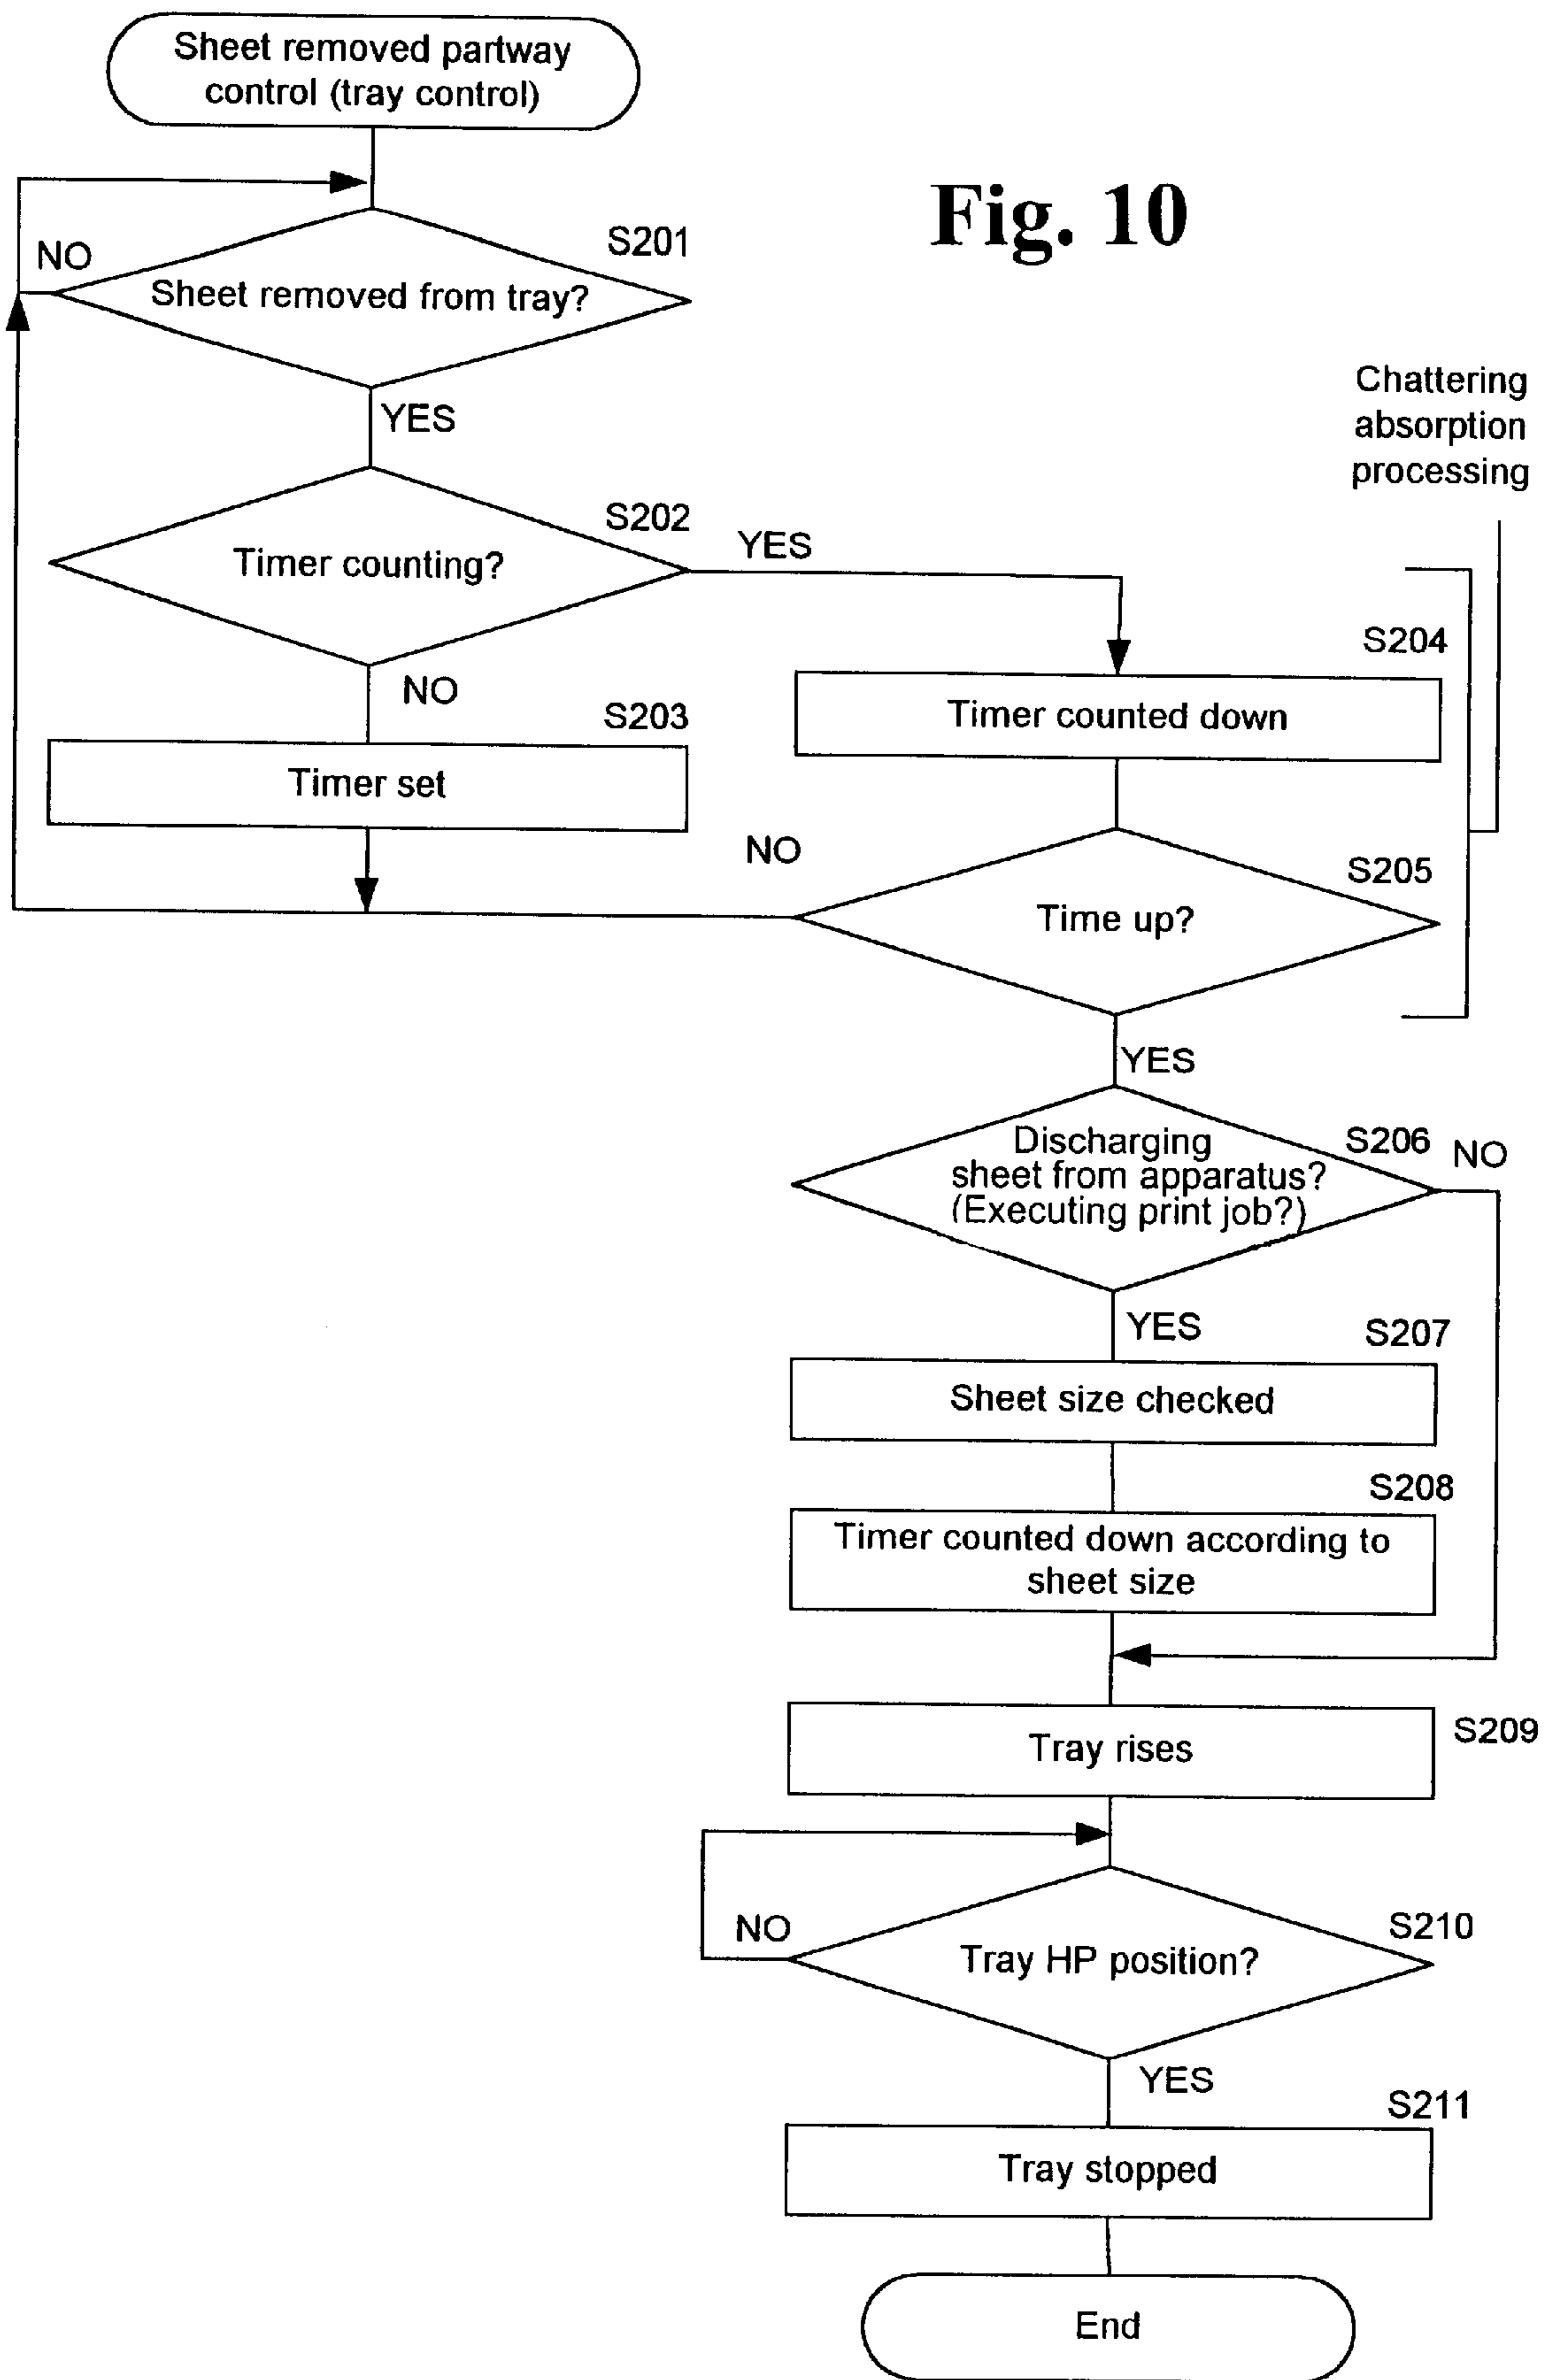 Sheet removed partway
control (tray control)
Fig. 10
NO
S201
Sheet removed from tray?
YES
Chattering
absorption
processing
S202
Timer counting?
YES
NO
S203
Timer set
S204
Timer counted down
NO
S205
Time up?
YES
S206
NO
Discharging
sheet from apparatus?
(Executing print job?)
YES
S207
Sheet size checked
S208
Timer counted down according to
sheet size
S209
Tray rises
NO
S210
Tray HP position?
YES
S211
Tray stopped
End